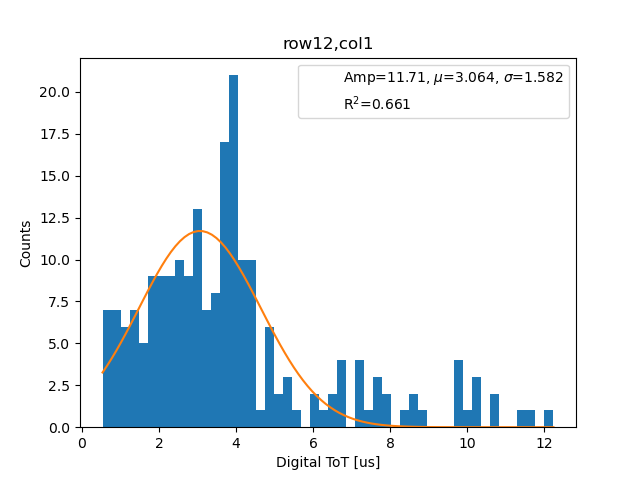 row12,col1
Amp=11.71, μ=3.064, σ=1.582
R²=0.661
Counts
20.0
17.5
15.0
12.5
10.0
7.5
5.0
2.5
0.0
0 2 4 6 8 10 12
Digital ToT [us]